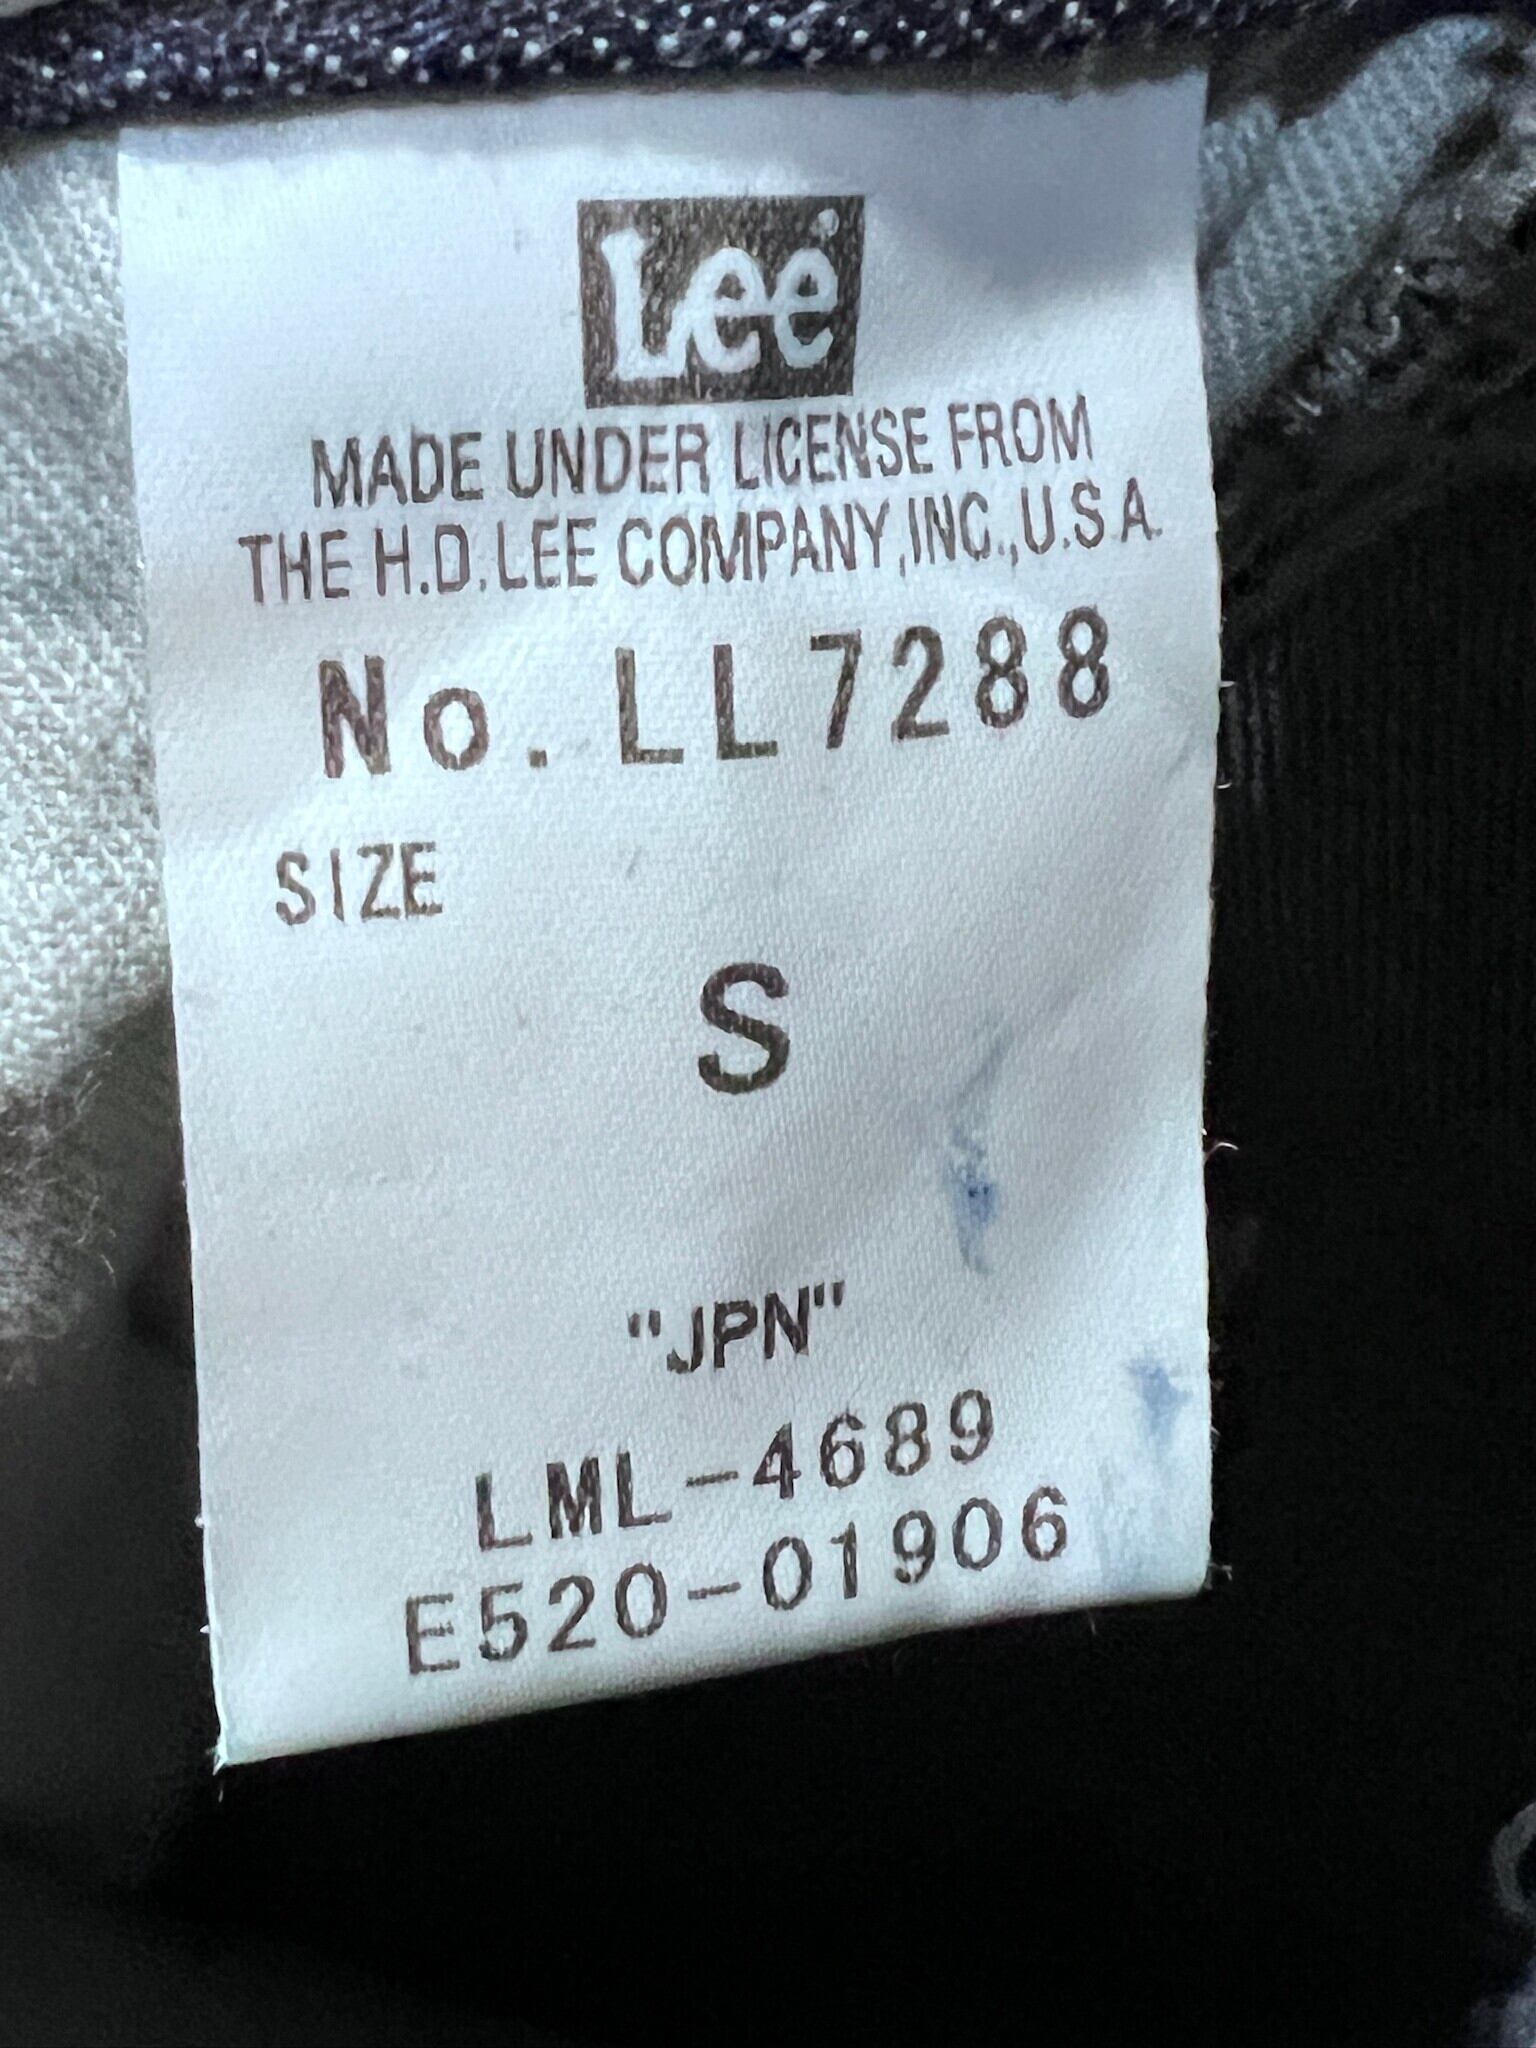 Lee
MADE UNDER LICENSE FROM
THE H.D. LEE COMPANY, INC., U.S.A.
No. LL7288
SIZE
S
"JPN"
LML-4689
E520-01906